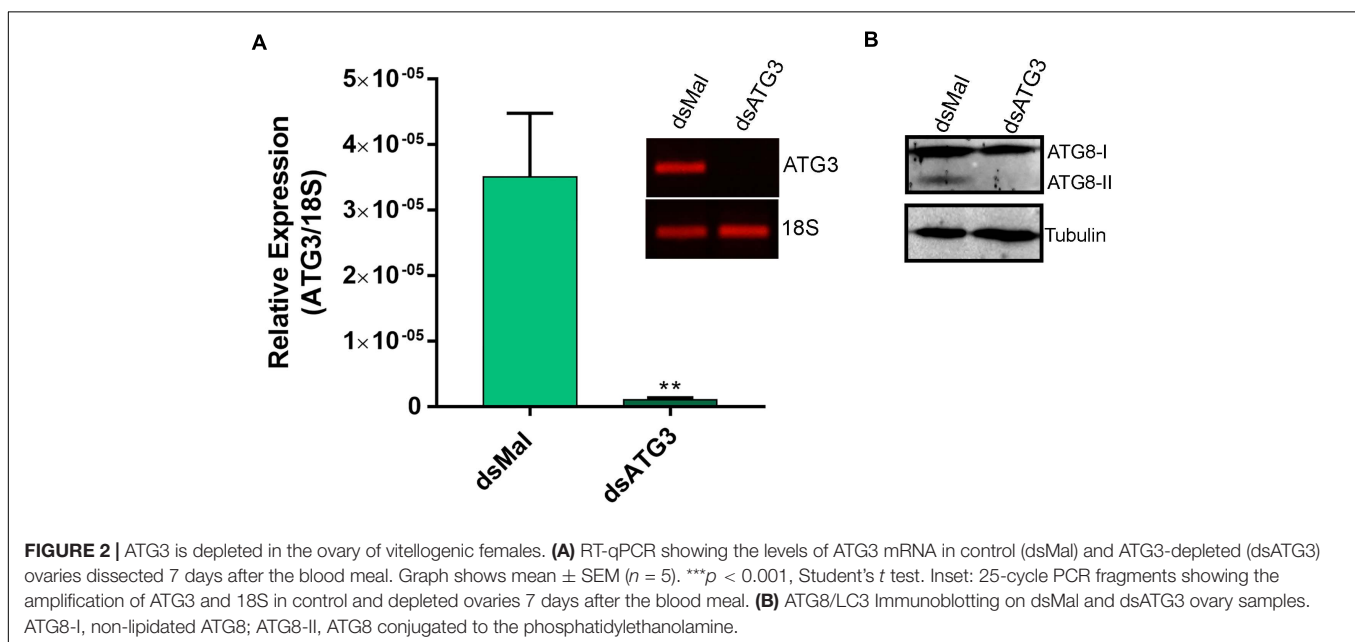 A
Relative Expression
(ATG3/18S)
5×10-05
4×10-05
3×10-05
2×10-05
1×10-05
0
**
dsMal
dsATG3
dsMal
dsATG3
ATG3
18S
B
dsMal
dsATG3
ATG8-I
ATG8-II
Tubulin
FIGURE 2 | ATG3 is depleted in the ovary of vitellogenic females. (A) RT-qPCR showing the levels of ATG3 mRNA in control (dsMal) and ATG3-depleted (dsATG3)
ovaries dissected 7 days after the blood meal. Graph shows mean ± SEM (n = 5). ***p < 0.001, Student's t test. Inset: 25-cycle PCR fragments showing the
amplification of ATG3 and 18S in control and depleted ovaries 7 days after the blood meal. (B) ATG8/LC3 Immunoblotting on dsMal and dsATG3 ovary samples.
ATG8-I, non-lipidated ATG8; ATG8-II, ATG8 conjugated to the phosphatidylethanolamine.